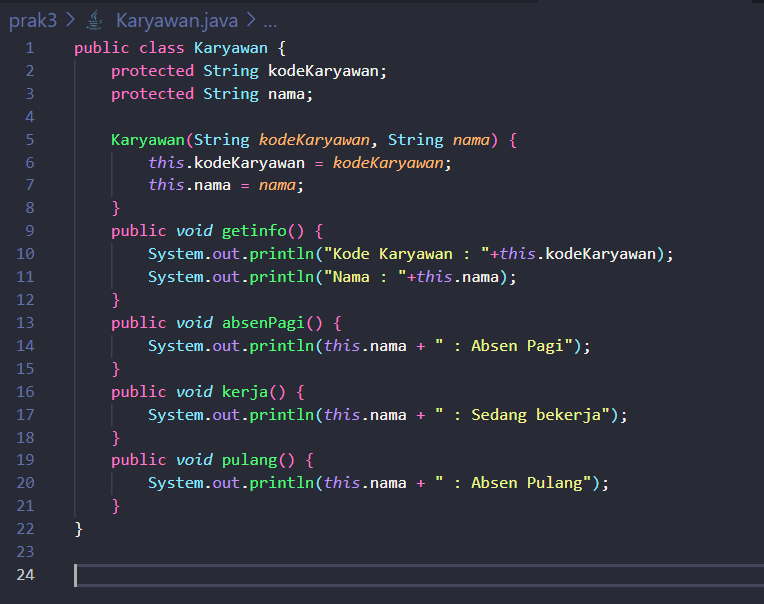 prak3 > Karyawan.java > ...
1 public class Karyawan {
2 protected String kodeKaryawan;
3 protected String nama;
4
5 Karyawan(String kodeKaryawan, String nama) {
6 this.kodeKaryawan = kodeKaryawan;
7 this.nama = nama;
8 }
9 public void getinfo() {
10 System.out.println("Kode Karyawan : "+this.kodeKaryawan);
11 System.out.println("Nama : "+this.nama);
12 }
13 public void absenPagi() {
14 System.out.println(this.nama + " : Absen Pagi");
15 }
16 public void kerja() {
17 System.out.println(this.nama + " : Sedang bekerja");
18 }
19 public void pulang() {
20 System.out.println(this.nama + " : Absen Pulang");
21 }
22 }
23
24